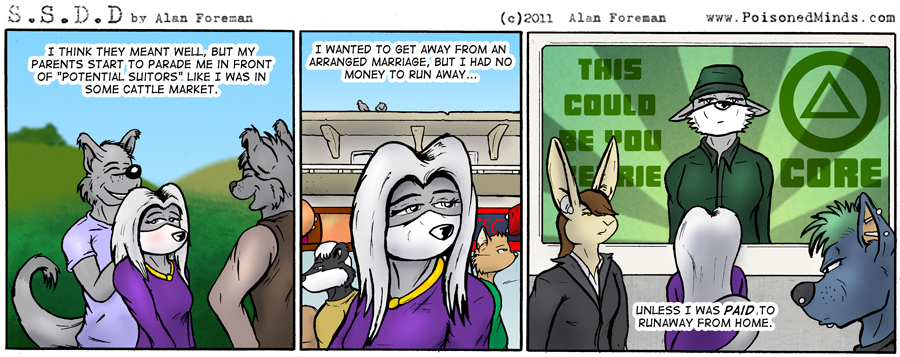 S.S.D.D by Alan Foreman (c)2011 Alan Foreman www.PoisonedMinds.com
I THINK THEY MEANT WELL, BUT MY
PARENTS START TO PARADE ME IN FRONT
OF "POTENTIAL SUITORS" LIKE I WAS IN
SOME CATTLE MARKET.
I WANTED TO GET AWAY FROM AN
ARRANGED MARRIAGE, BUT I HAD
NO MONEY TO RUN AWAY...
THIS
COULD
BE YOU
CORE
UNLESS I WAS PAID TO
RUNAWAY FROM HOME.